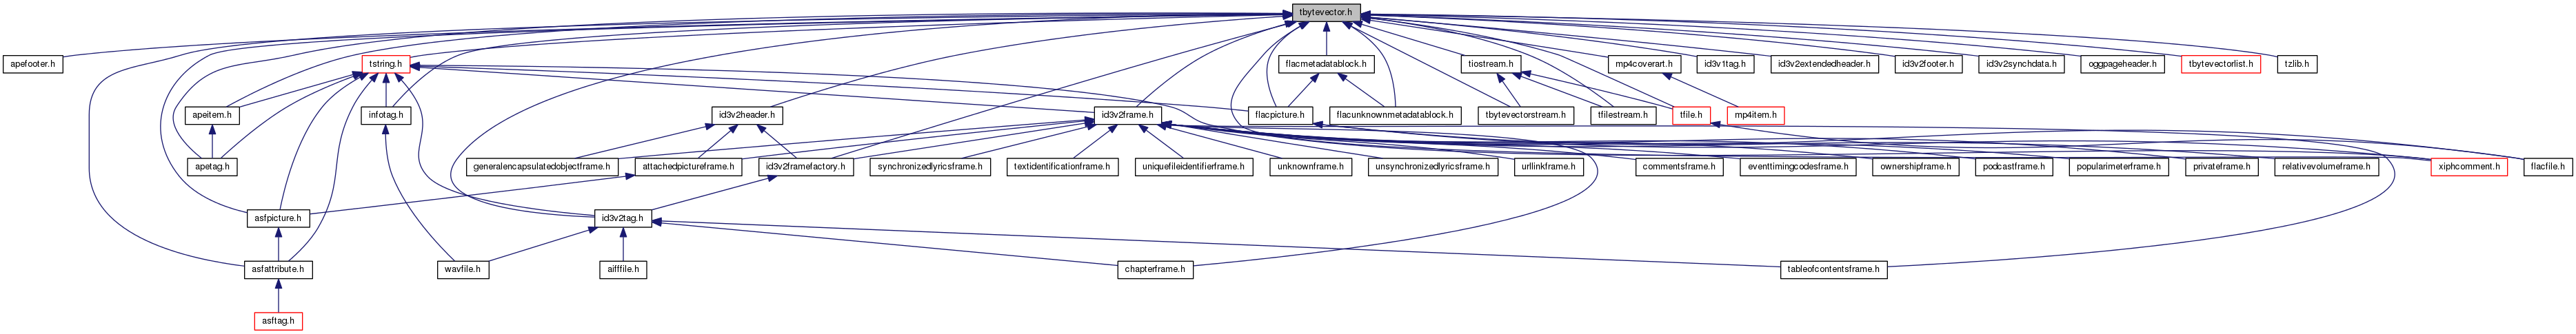 tbytevector.h
apefooter.h
tstring.h
flacmetadatablock.h
tiostream.h
mp4coverart.h
id3v1tag.h
id3v2extendedheader.h
id3v2footer.h
id3v2synchdata.h
oggpageheader.h
tbytevectorlist.h
tzlib.h
apeitem.h
infotag.h
id3v2header.h
id3v2frame.h
flacpicture.h
flacunknownmetadatablock.h
tbytevectorstream.h
tfilestream.h
tfile.h
mp4item.h
apetag.h
generalencapsulatedobjectframe.h
attachedpictureframe.h
id3v2framefactory.h
synchronizedlyricsframe.h
textidentificationframe.h
uniquefileidentifierframe.h
unknownframe.h
unsynchronizedlyricsframe.h
urllinkframe.h
commentsframe.h
eventtimingcodesframe.h
ownershipframe.h
podcastframe.h
popularimeterframe.h
privateframe.h
relativevolumeframe.h
xiphcomment.h
flacfile.h
asfpicture.h
id3v2tag.h
asfattribute.h
wavfile.h
aifffile.h
chapterframe.h
tableofcontentsframe.h
asftag.h